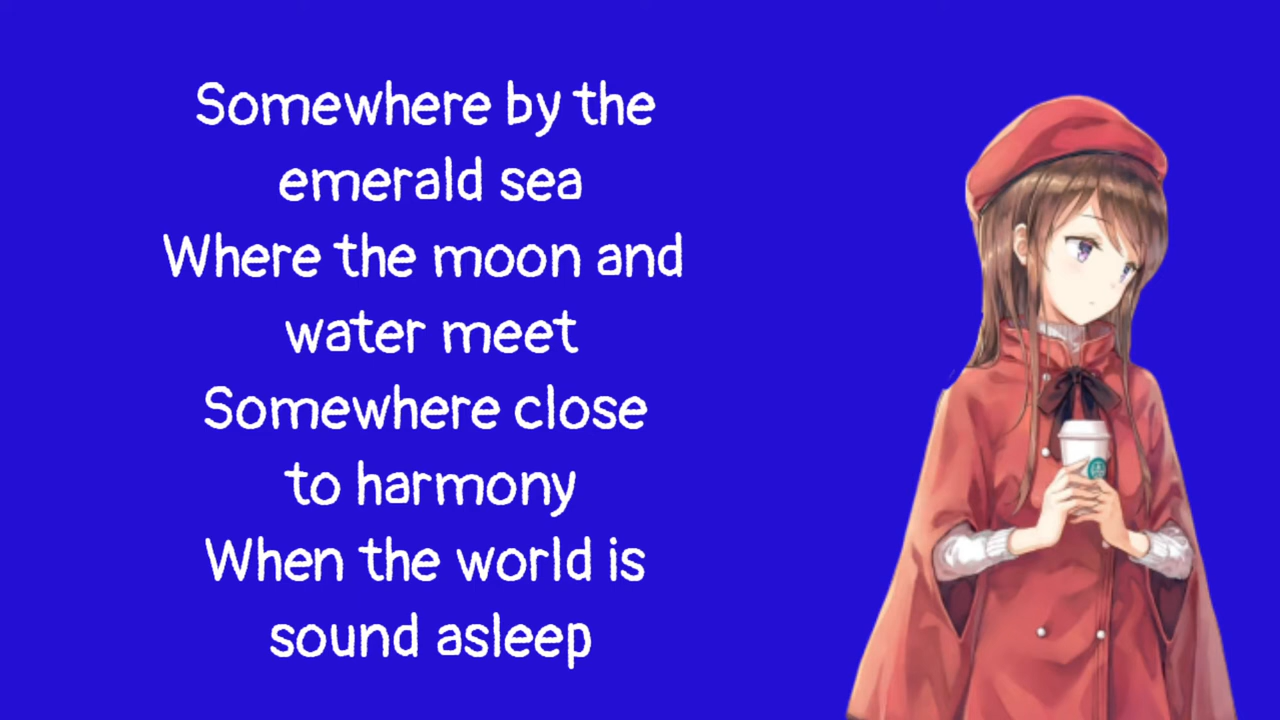 Somewhere by the
emerald sea
Where the moon and
water meet
Somewhere close
to harmony
When the world is
sound asleep